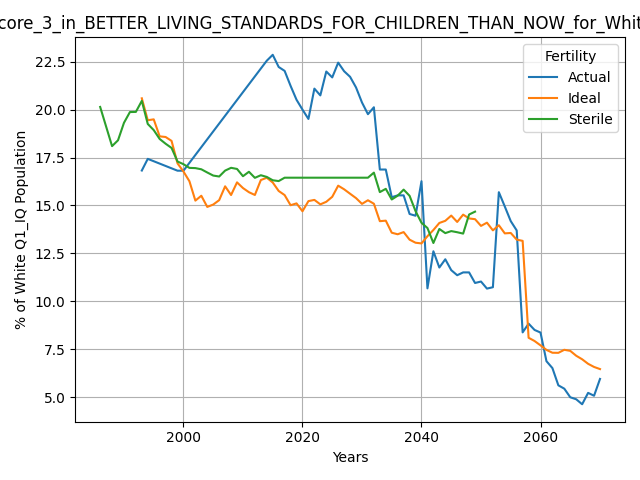 core_3_in_BETTER_LIVING_STANDARDS_FOR_CHILDREN_THAN_NOW_for_Whit
Fertility
Actual
Ideal
Sterile
% of White Q1_IQ Population
22.5
20.0
17.5
15.0
12.5
10.0
7.5
5.0
2000
2020
2040
2060
Years